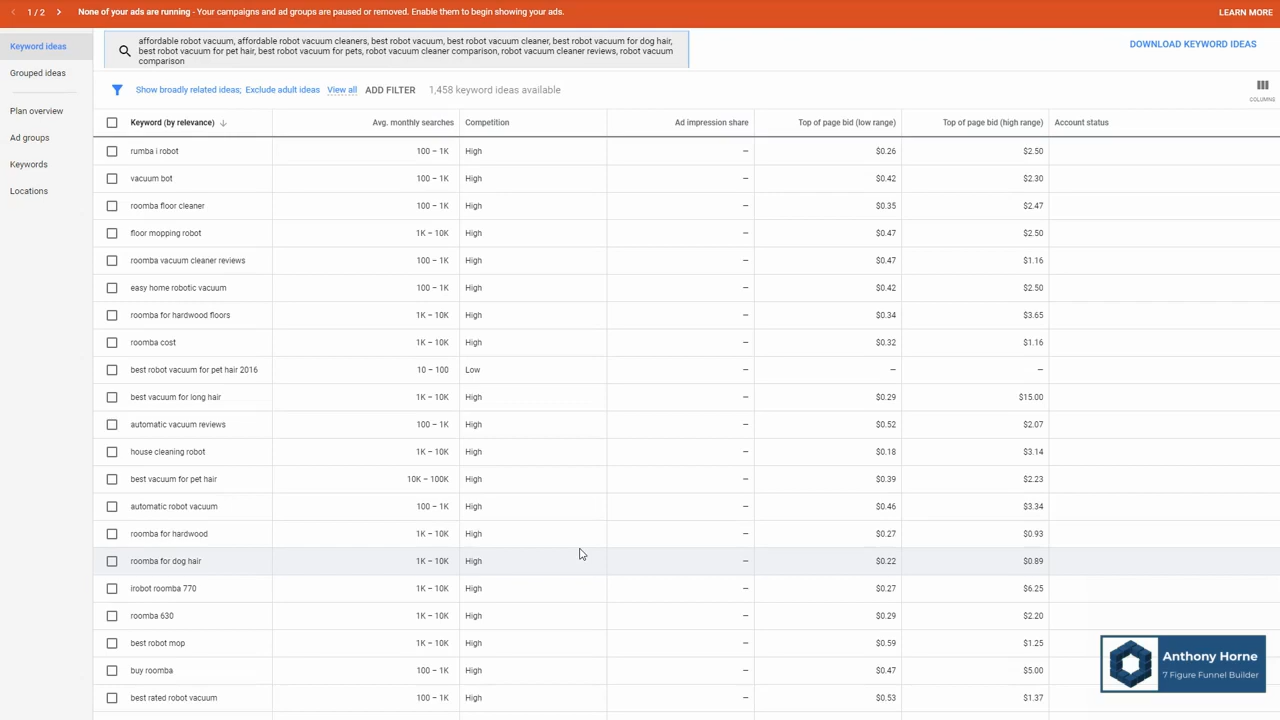 1 / 2 None of your ads are running - Your campaigns and ad groups are paused or removed. Enable them to begin showing your ads. LEARN MORE
Keyword ideas
Grouped ideas
Plan overview
Ad groups
Keywords
Locations
affordable robot vacuum, affordable robot vacuum cleaners, best robot vacuum, best robot vacuum cleaner, best robot vacuum for dog hair,
best robot vacuum for pet hair, best robot vacuum for pets, robot vacuum cleaner comparison, robot vacuum cleaner reviews, robot vacuum
comparison
DOWNLOAD KEYWORD IDEAS
Show broadly related ideas; Exclude adult ideas View all ADD FILTER 1,458 keyword ideas available
COLUMNS
Keyword (by relevance) Avg. monthly searches Competition Ad impression share Top of page bid (low range) Top of page bid (high range) Account status
rumba i robot 100 – 1K High – $0.26 $2.50
vacuum bot 100 – 1K High – $0.42 $2.30
roomba floor cleaner 100 – 1K High – $0.35 $2.47
floor mopping robot 1K – 10K High – $0.47 $2.50
roomba vacuum cleaner reviews 100 – 1K High – $0.47 $1.16
easy home robotic vacuum 100 – 1K High – $0.42 $2.50
roomba for hardwood floors 1K – 10K High – $0.34 $3.65
roomba cost 1K – 10K High – $0.32 $1.16
best robot vacuum for pet hair 2016 10 – 100 Low – – –
best vacuum for long hair 1K – 10K High – $0.29 $15.00
automatic vacuum reviews 100 – 1K High – $0.52 $2.07
house cleaning robot 1K – 10K High – $0.18 $3.14
best vacuum for pet hair 10K – 100K High – $0.39 $2.23
automatic robot vacuum 100 – 1K High – $0.46 $3.34
roomba for hardwood 1K – 10K High – $0.27 $0.93
roomba for dog hair 1K – 10K High – $0.22 $0.89
irobot roomba 770 1K – 10K High – $0.27 $6.25
roomba 630 1K – 10K High – $0.29 $2.20
best robot mop 1K – 10K High – $0.59 $1.25
buy roomba 100 – 1K High – $0.47 $5.00
best rated robot vacuum 100 – 1K High – $0.53 $1.37
Anthony Horne
7 Figure Funnel Builder